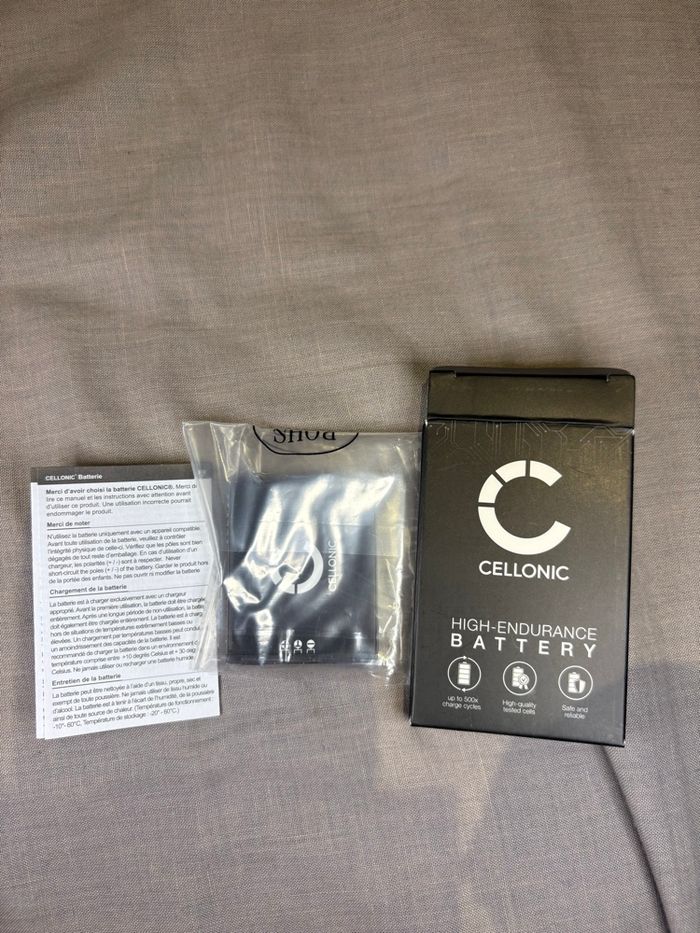 CELLONIC® Batterie
Merci d'avoir choisi la batterie CELLONIC®. Merci de
lire ce manuel et les instructions avec attention avant
d'utiliser ce produit. Une utilisation incorrecte pourrait
endommager le produit.
Merci de noter
N'utilisez la batterie uniquement avec un appareil compatible.
Avant toute utilisation de la batterie, veuillez à contrôler
l'intégrité physique de celle-ci. Vérifiez que les pôles sont bien
dégagés de tout reste d'emballage. En cas d'utilisation d'un
chargeur, les polarités (+ / -) sont à respecter. Never
short-circuit the poles (+ / -) of the battery. Garder le produit hors
de la portée des enfants. Ne pas ouvrir ni modifier la batterie
Chargement de la batterie
La batterie est à charger exclusivement avec un chargeur
approprié. Avant la première utilisation, la batterie doit être chargée
entièrement. Après une longue période de non-utilisation, la batterie
doit également être chargée entièrement. La batterie est à charger
hors de situations de températures extrêmement basses ou
élevées. Un chargement par températures basses peut conduire
un amoindrissement des capacités de la batterie. Il est
recommandé de charger la batterie dans un environnement
température comprise entre +10 degrés Celsius et + 30 degrés
Celsius. Ne jamais utiliser ou recharger une batterie humide.
Entretien de la batterie
La batterie peut être nettoyée à l'aide d'un tissu, propre, sec et
exempt de toute poussière. Ne jamais utiliser de tissu humide ou
d'alcool. La batterie est à tenir à l'écart de l'humidité, de la poussière
ainsi de toute source de chaleur. (Température de fonctionnement :
-10°- 60°C, Température de stockage : -20° - 60°C.)
CELLONIC
CELLONIC
HIGH-ENDURANCE
BATTERY
up to 500x
charge cycles
High-quality
tested cells
Safe and
reliable